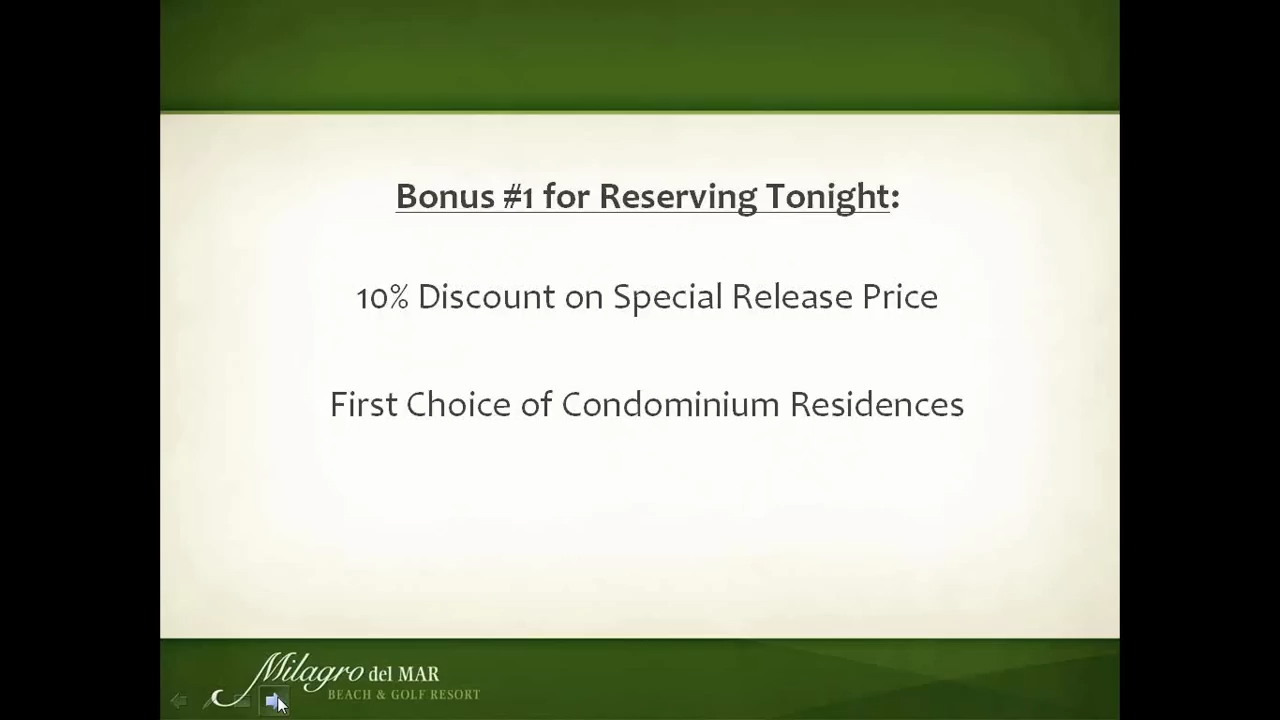 Bonus #1 for Reserving Tonight:
10% Discount on Special Release Price
First Choice of Condominium Residences
Milagro del MAR
BEACH & GOLF RESORT